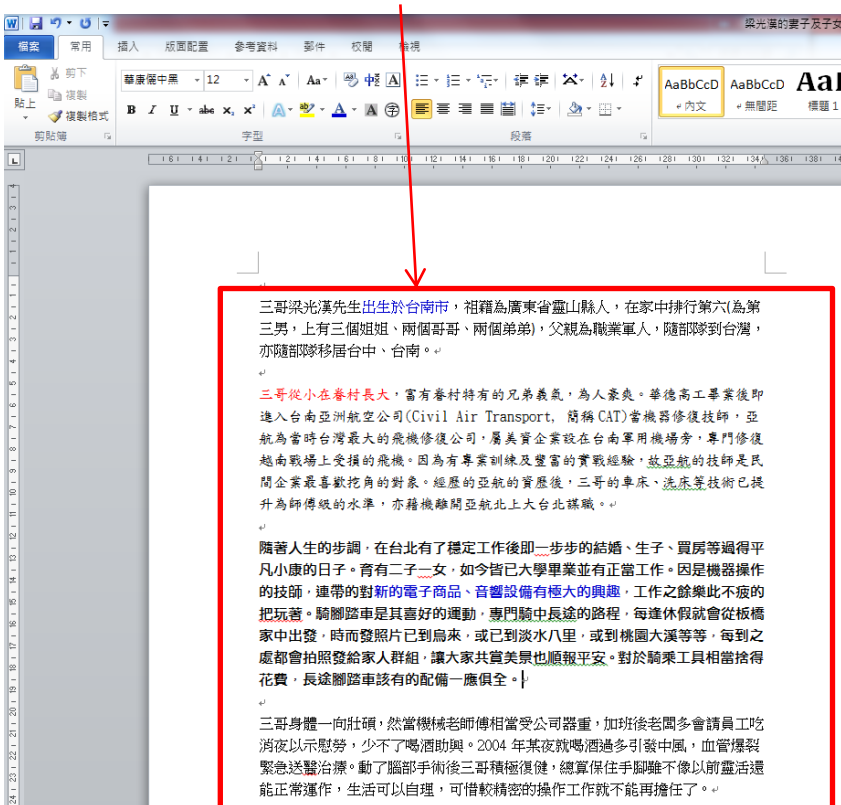 梁光漢的妻子及子女
檔案 常用 插入 版面配置 參考資料 郵件 校閱 檢視
貼上 剪下 複製 複製格式
華康儷中黑 12
AaBbCcD AaBbCcD AaI
內文 無間距 標題 1
剪貼簿 字型 段落
三哥梁光漢先生出生於台南市，祖籍為廣東省靈山縣人，在家中排行第六(為第
三男，上有三個姐姐、兩個哥哥、兩個弟弟)，父親為職業軍人，隨部隊到台灣，
亦隨部隊移居台中、台南。
三哥從小在眷村長大，富有眷村特有的兄弟義氣，為人豪爽。華德高工畢業後即
進入台南亞洲航空公司(Civil Air Transport, 簡稱 CAT)當機器修復技師，亞
航為當時台灣最大的飛機修復公司，屬美資企業設在台南軍用機場旁，專門修復
越南戰場上受損的飛機。因為有專業訓練及豐富的實戰經驗，故亞航的技師是民
間企業最喜歡挖角的對象。經歷的亞航的資歷後，三哥的車床、洗床等技術已提
升為師傅級的水準，亦藉機離開亞航北上大台北謀職。
隨著人生的步調，在台北有了穩定工作後即一步步的結婚、生子、買房等過得平
凡小康的日子。育有二子一女，如今皆已大學畢業並有正當工作。因是機器操作
的技師，連帶的對新的電子商品、音響設備有極大的興趣，工作之餘樂此不疲的
把玩著。騎腳踏車是其喜好的運動，專門騎中長途的路程，每逢休假就會從板橋
家中出發，時而發照片已到烏來，或已到淡水八里，或到桃園大溪等等，每到之
處都會拍照發給家人群組，讓大家共賞美景也順報平安。對於騎乘工具相當捨得
花費，長途腳踏車該有的配備一應俱全。
三哥身體一向壯碩，然當機械老師傅相當受公司器重，加班後老闆多會請員工吃
消夜以示慰勞，少不了喝酒助興。2004 年某夜就喝酒過多引發中風，血管爆裂
緊急送醫治療。動了腦部手術後三哥積極復健，總算保住手腳雖不像以前靈活還
能正常運作，生活可以自理，可惜較精密的操作工作就不能再擔任了。